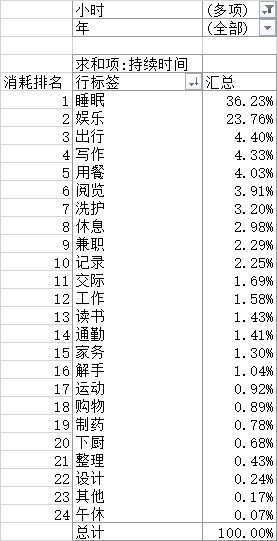 小时 (多项)
年 (全部)
求和项:持续时间
消耗排名 行标签 汇总
1 睡眠 36.23%
2 娱乐 23.76%
3 出行 4.40%
4 写作 4.33%
5 用餐 4.03%
6 阅览 3.91%
7 洗护 3.20%
8 休息 2.98%
9 兼职 2.29%
10 记录 2.25%
11 交际 1.69%
12 工作 1.58%
13 读书 1.43%
14 通勤 1.41%
15 家务 1.30%
16 解手 1.04%
17 运动 0.92%
18 购物 0.89%
19 制药 0.78%
20 下厨 0.68%
21 整理 0.43%
22 设计 0.24%
23 其他 0.17%
24 午休 0.07%
总计 100.00%